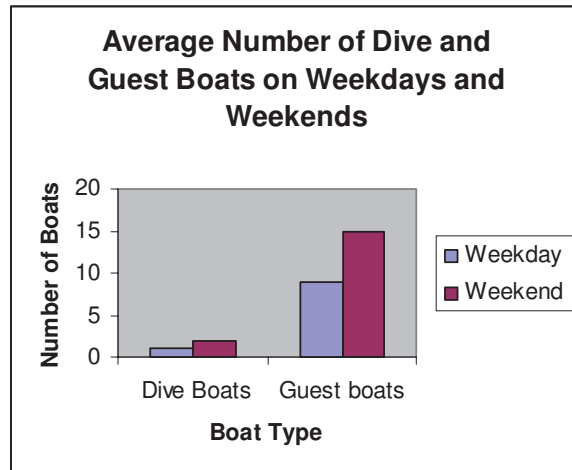 Average Number of Dive and
Guest Boats on Weekdays and
Weekends
Number of Boats
20
15
10
5
0
Dive Boats Guest boats
Boat Type
Weekday
Weekend